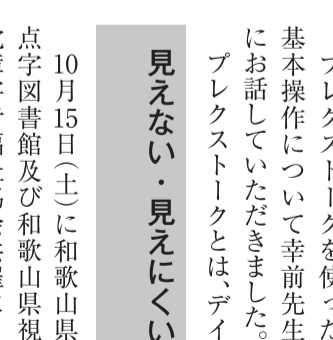 プレクストークを使った
基本操作について幸前先生
にお話していただきました。
プレクストークとは、デイ
見えない・見えにくい
10月15日（土）に和歌山県
点字図書館及び和歌山県視